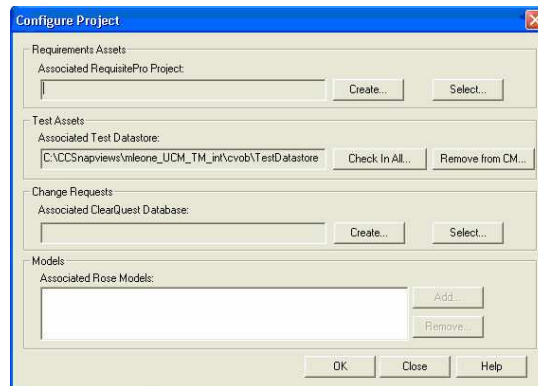 Configure Project
Requirements Assets
Associated RequisitePro Project:
Create... Select...
Test Assets
Associated Test Datastore:
C:\CCSnapviews\mleone_UCM_TM_int\cvob\TestDatastore Check In All... Remove from CM...
Change Requests
Associated ClearQuest Database:
Create... Select...
Models
Associated Rose Models:
Add...
Remove...
OK Close Help